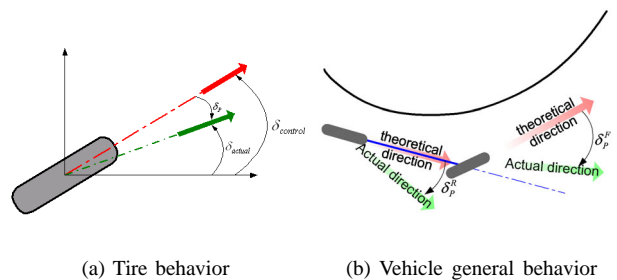 δ_P
δ_control
δ_actual
theoretical
direction
Actual direction
δ_P^R
theoretical
direction
δ_P^F
Actual direction
(a) Tire behavior
(b) Vehicle general behavior